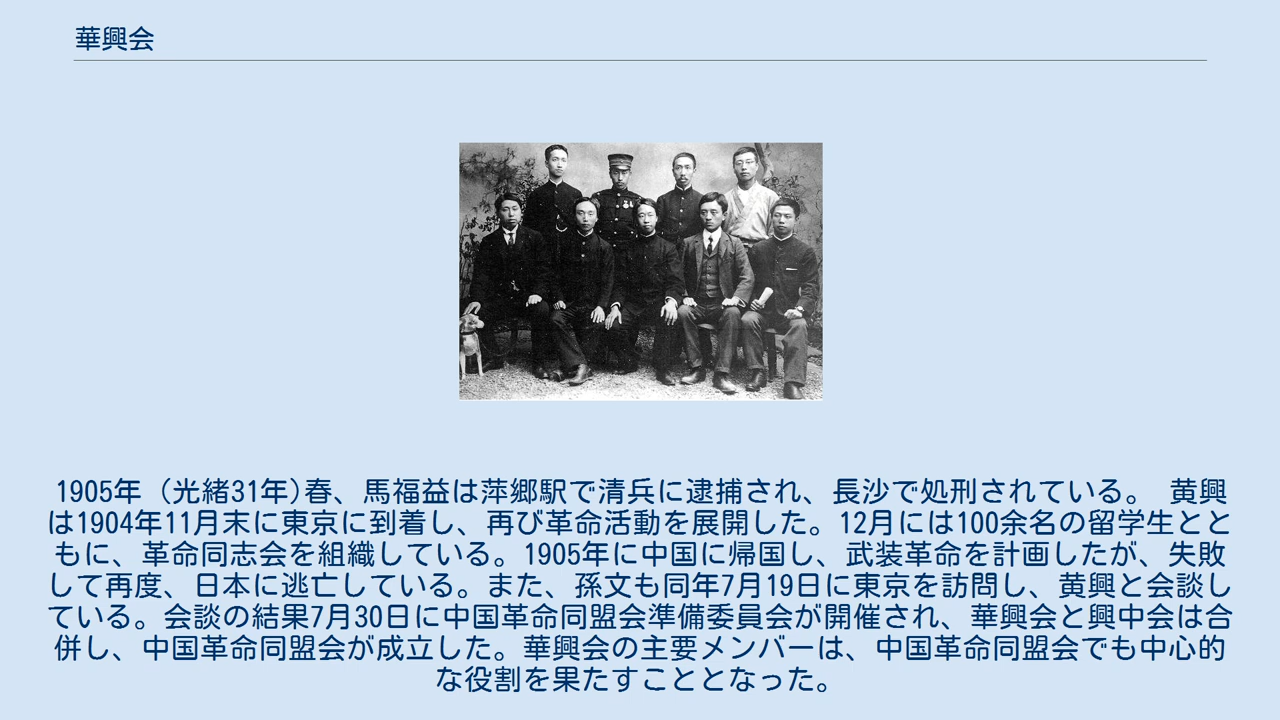 華興会
1905年（光緒31年）春、馬福益は萍郷駅で清兵に逮捕され、長沙で処刑されている。 黄興
は1904年11月末に東京に到着し、再び革命活動を展開した。12月には100余名の留学生とと
もに、革命同志会を組織している。1905年に中国に帰国し、武装革命を計画したが、失敗
して再度、日本に逃亡している。また、孫文も同年7月19日に東京を訪問し、黄興と会談し
ている。会談の結果7月30日に中国革命同盟会準備委員会が開催され、華興会と興中会は合
併し、中国革命同盟会が成立した。華興会の主要メンバーは、中国革命同盟会でも中心的
な役割を果たすこととなった。